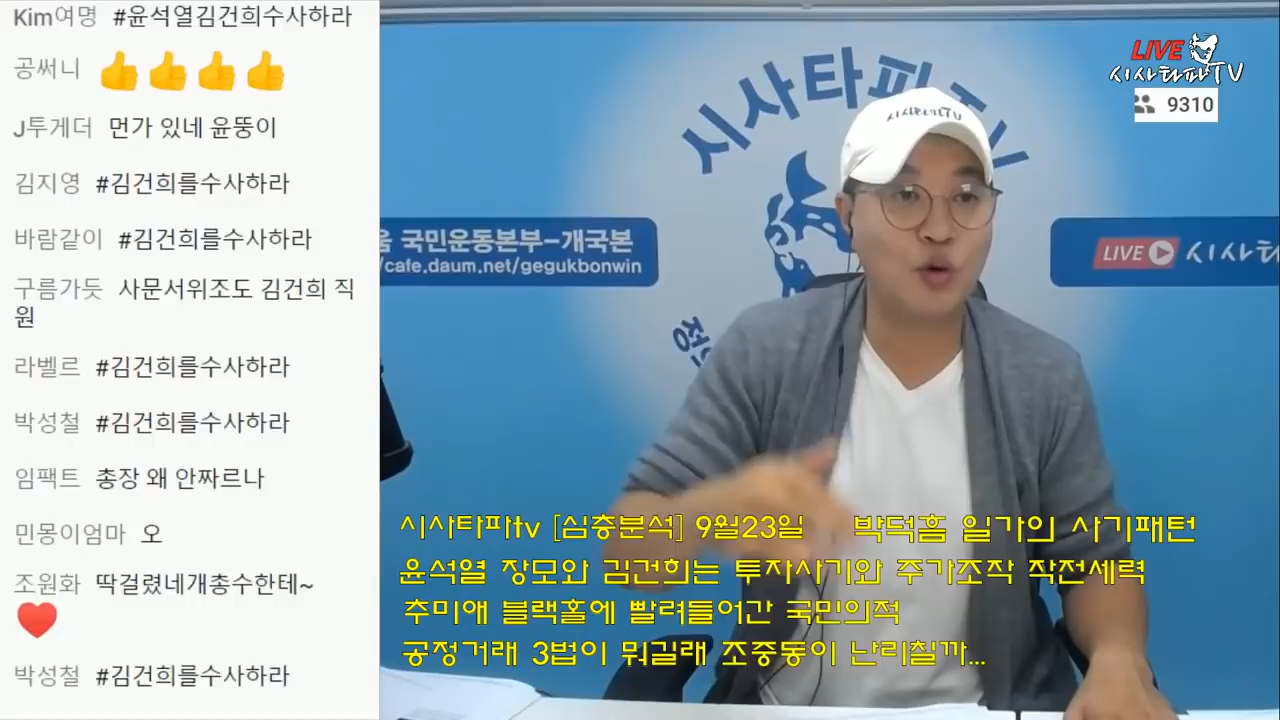 Kim여명 #윤석열김건희수사하라
공써니 👍👍👍👍
J투게더 먼가 있네 윤뚱이
김지영 #김건희를수사하라
바람같이 #김건희를수사하라
구름가듯 사문서위조도 김건희 직
원
라벨르 #김건희를수사하라
박성철 #김건희를수사하라
임팩트 총장 왜 안짜르나
민몽이엄마 오
조원화 딱걸렸네개총수한테~
❤️
박성철 #김건희를수사하라
LIVE
시사타파TV
9310
시사타파TV
시사타파TV
움 국민운동본부-개국본
/cafe.daum.net/gegukbonwin
LIVE 시사타
시사타파tv [심층분석] 9월23일 박덕흠 일가의 사기패턴
윤석열 장모와 김건희는 투자사기와 주가조작 작전세력
추미애 블랙홀에 빨려들어간 국민의적
공정거래 3법이 뭐길래 조중동이 난리칠까...